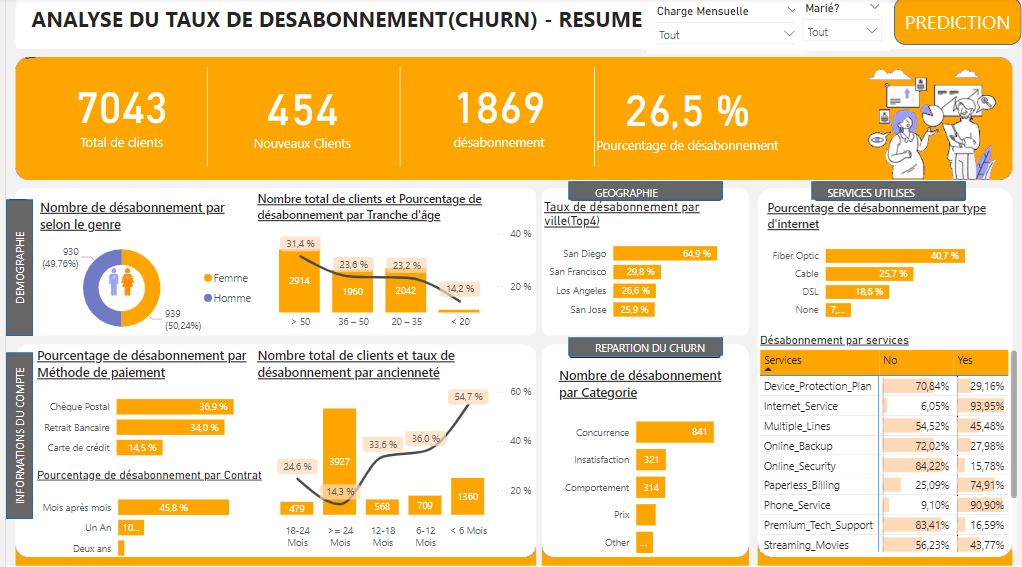 ANALYSE DU TAUX DE DESABONNEMENT(CHURN) - RESUME
Charge Mensuelle
Tout
Marié?
Tout
PREDICTION
7043
Total de clients
454
Nouveaux Clients
1869
désabonnement
26,5 %
Pourcentage de désabonnement
DEMOGRAPHIE
Nombre de désabonnement par
selon le genre
930
(49,76%)
939
(50,24%)
Femme
Homme
Nombre total de clients et Pourcentage de
désabonnement par Tranche d'âge
40 %
20 %
31,4 %
23,6 %
23,2 %
14,2 %
2914
1960
2042
> 50
36 – 50
20 – 35
< 20
GEOGRAPHIE
Taux de désabonnement par
ville(Top4)
San Diego 64,9 %
San Francisco 29,8 %
Los Angeles 26,6 %
San Jose 25,9 %
SERVICES UTILISES
Pourcentage de désabonnement par type
d'internet
Fiber Optic 40,7 %
Cable 25,7 %
DSL 18,6 %
None 7,...
INFORMATIONS DU COMPTE
Pourcentage de désabonnement par
Méthode de paiement
Chèque Postal 36,9 %
Retrait Bancaire 34,0 %
Carte de crédit 14,5 %
Pourcentage de désabonnement par Contrat
Mois après mois 45,8 %
Un An 10...
Deux ans
Nombre total de clients et taux de
désabonnement par ancienneté
60 %
40 %
20 %
24,6 %
14,3 %
33,6 %
36,0 %
54,7 %
479
3927
568
709
1360
18-24
Mois
>= 24
Mois
12-18
Mois
6-12
Mois
< 6 Mois
REPARTION DU CHURN
Nombre de désabonnement
par Categorie
Concurrence 841
Insatisfaction 321
Comportement 314
Prix
Other ...
Désabonnement par services
Services No Yes
Device_Protection_Plan 70,84% 29,16%
Internet_Service 6,05% 93,95%
Multiple_Lines 54,52% 45,48%
Online_Backup 72,02% 27,98%
Online_Security 84,22% 15,78%
Paperless_Billing 25,09% 74,91%
Phone_Service 9,10% 90,90%
Premium_Tech_Support 83,41% 16,59%
Streaming_Movies 56,23% 43,77%